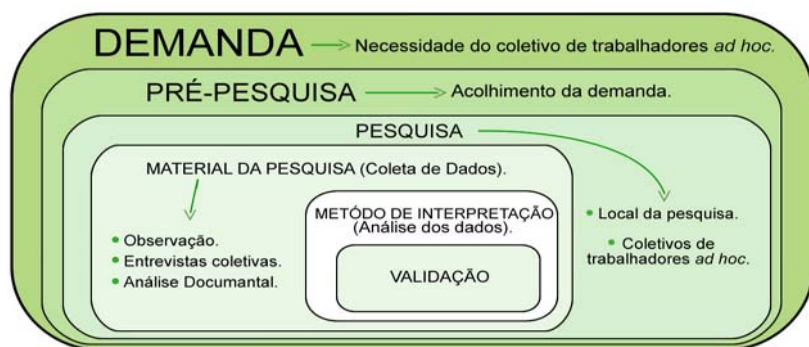 DEMANDA Necessidade do coletivo de trabalhadores ad hoc.
PRÉ-PESQUISA Acolhimento da demanda.
PESQUISA
MATERIAL DA PESQUISA (Coleta de Dados).
• Observação.
• Entrevistas coletivas.
• Análise Documantal.
METÓDO DE INTERPRETAÇÃO
(Análise dos dados).
VALIDAÇÃO
• Local da pesquisa.
• Coletivos de
trabalhadores ad hoc.